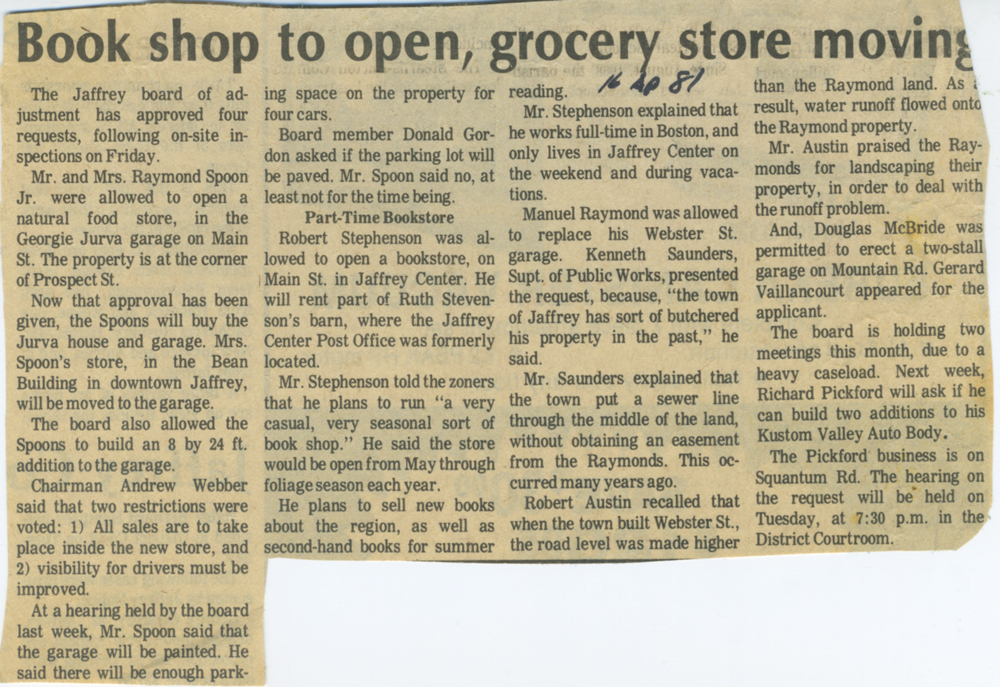 Book shop to open, grocery store moving
16 Ap 81
The Jaffrey board of ad-
justment has approved four
requests, following on-site in-
spections on Friday.
Mr. and Mrs. Raymond Spoon
Jr. were allowed to open a
natural food store, in the
Georgie Jurva garage on Main
St. The property is at the corner
of Prospect St.
Now that approval has been
given, the Spoons will buy the
Jurva house and garage. Mrs.
Spoon's store, in the Bean
Building in downtown Jaffrey,
will be moved to the garage.
The board also allowed the
Spoons to build an 8 by 24 ft.
addition to the garage.
Chairman Andrew Webber
said that two restrictions were
voted: 1) All sales are to take
place inside the new store, and
2) visibility for drivers must be
improved.
At a hearing held by the board
last week, Mr. Spoon said that
the garage will be painted. He
said there will be enough park-
ing space on the property for
four cars.
Board member Donald Gor-
don asked if the parking lot will
be paved. Mr. Spoon said no, at
least not for the time being.
Part-Time Bookstore
Robert Stephenson was al-
lowed to open a bookstore, on
Main St. in Jaffrey Center. He
will rent part of Ruth Steven-
son's barn, where the Jaffrey
Center Post Office was formerly
located.
Mr. Stephenson told the zoners
that he plans to run "a very
casual, very seasonal sort of
book shop." He said the store
would be open from May through
foliage season each year.
He plans to sell new books
about the region, as well as
second-hand books for summer
reading.
Mr. Stephenson explained that
he works full-time in Boston, and
only lives in Jaffrey Center on
the weekend and during vaca-
tions.
Manuel Raymond was allowed
to replace his Webster St.
garage. Kenneth Saunders,
Supt. of Public Works, presented
the request, because, "the town
of Jaffrey has sort of butchered
his property in the past," he
said.
Mr. Saunders explained that
the town put a sewer line
through the middle of the land,
without obtaining an easement
from the Raymonds. This oc-
curred many years ago.
Robert Austin recalled that
when the town built Webster St.,
the road level was made higher
than the Raymond land. As a
result, water runoff flowed onto
the Raymond property.
Mr. Austin praised the Ray-
monds for landscaping their
property, in order to deal with
the runoff problem.
And, Douglas McBride was
permitted to erect a two-stall
garage on Mountain Rd. Gerard
Vaillancourt appeared for the
applicant.
The board is holding two
meetings this month, due to a
heavy caseload. Next week,
Richard Pickford will ask if he
can build two additions to his
Kustom Valley Auto Body.
The Pickford business is on
Squantum Rd. The hearing on
the request will be held on
Tuesday, at 7:30 p.m. in the
District Courtroom.